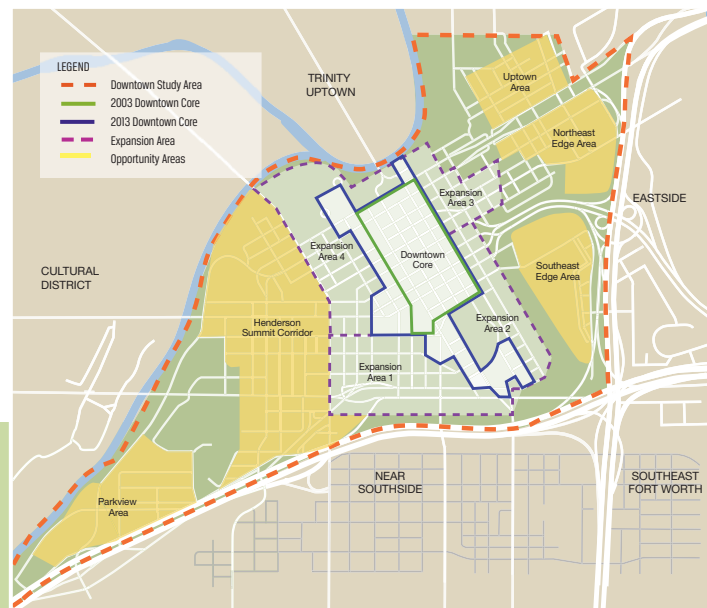 LEGEND
Downtown Study Area
2003 Downtown Core
2013 Downtown Core
Expansion Area
Opportunity Areas
TRINITY
UPTOWN
Uptown
Area
Northeast
Edge Area
EASTSIDE
Expansion
Area 3
Expansion
Area 4
Downtown
Core
Southeast
Edge Area
CULTURAL
DISTRICT
Henderson
Summit Corridor
Expansion
Area 2
Expansion
Area 1
NEAR
SOUTHSIDE
SOUTHEAST
FORT WORTH
Parkview
Area